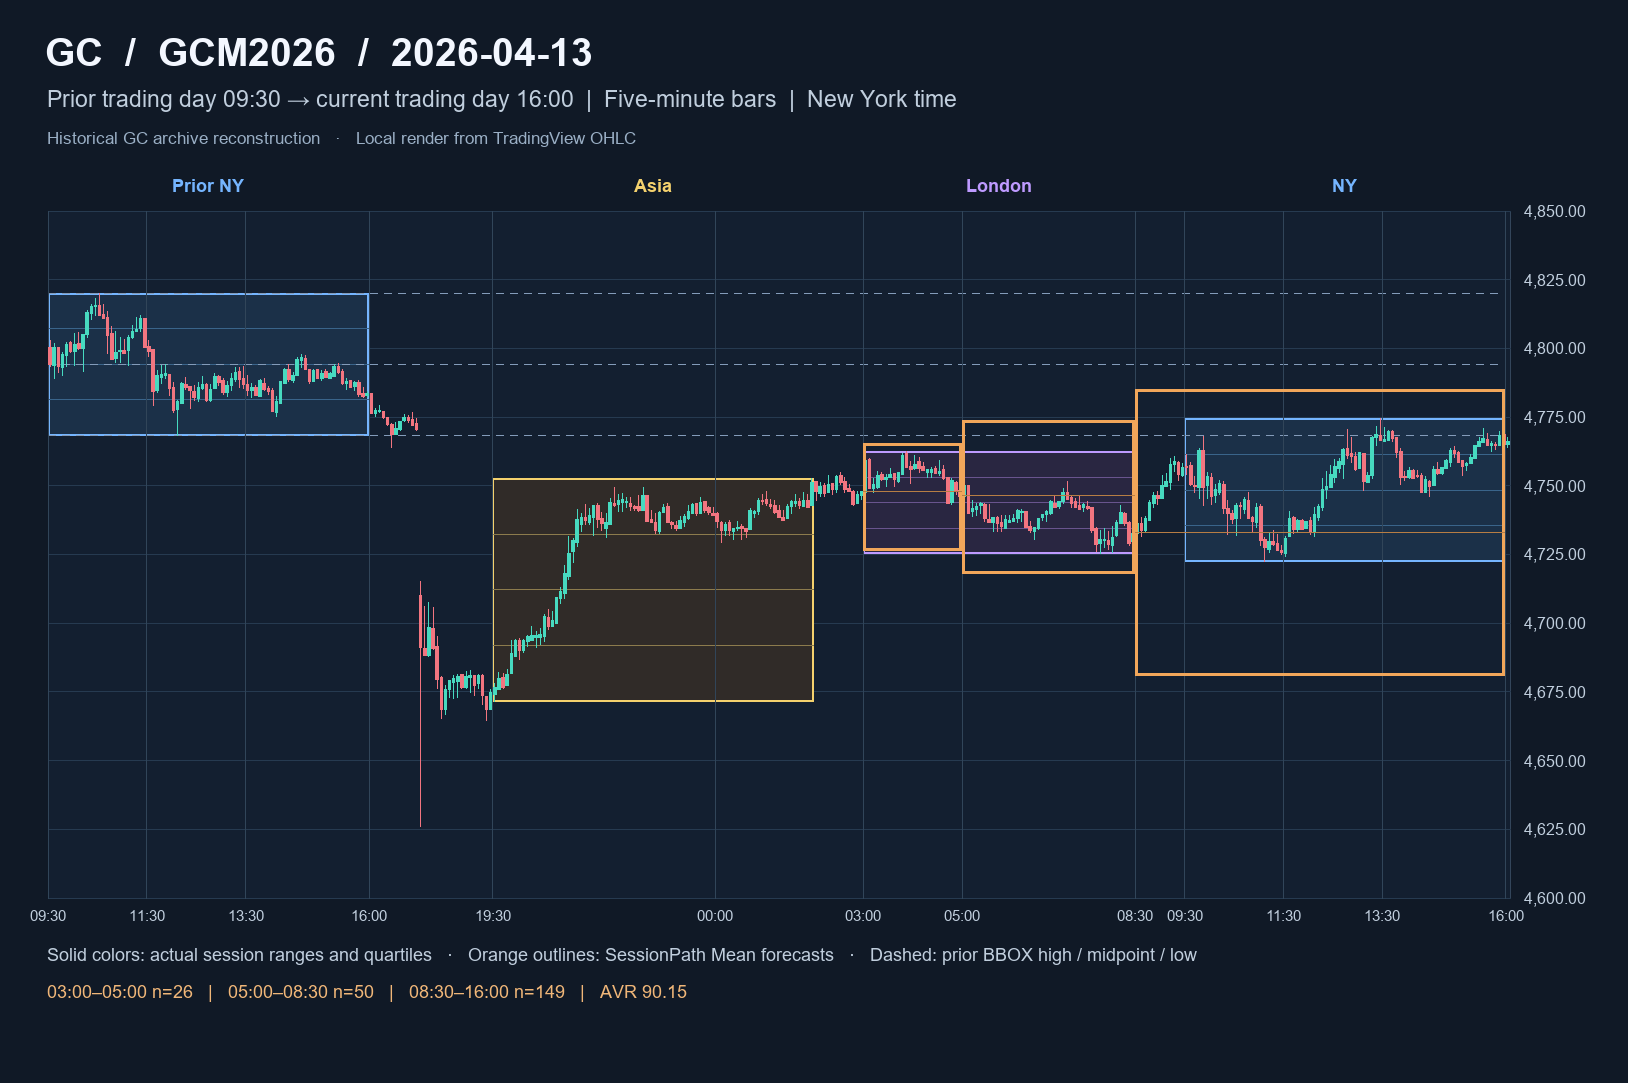 GC / GCM2026 / 2026-04-13
Prior trading day 09:30 → current trading day 16:00 | Five-minute bars | New York time
Historical GC archive reconstruction · Local render from TradingView OHLC
Prior NY Asia London NY
4,850.00
4,825.00
4,800.00
4,775.00
4,750.00
4,725.00
4,700.00
4,675.00
4,650.00
4,625.00
4,600.00
09:30 11:30 13:30 16:00 19:30 00:00 03:00 05:00 08:30 09:30 11:30 13:30 16:00
Solid colors: actual session ranges and quartiles · Orange outlines: SessionPath Mean forecasts · Dashed: prior BBOX high / midpoint / low
03:00–05:00 n=26 | 05:00–08:30 n=50 | 08:30–16:00 n=149 | AVR 90.15